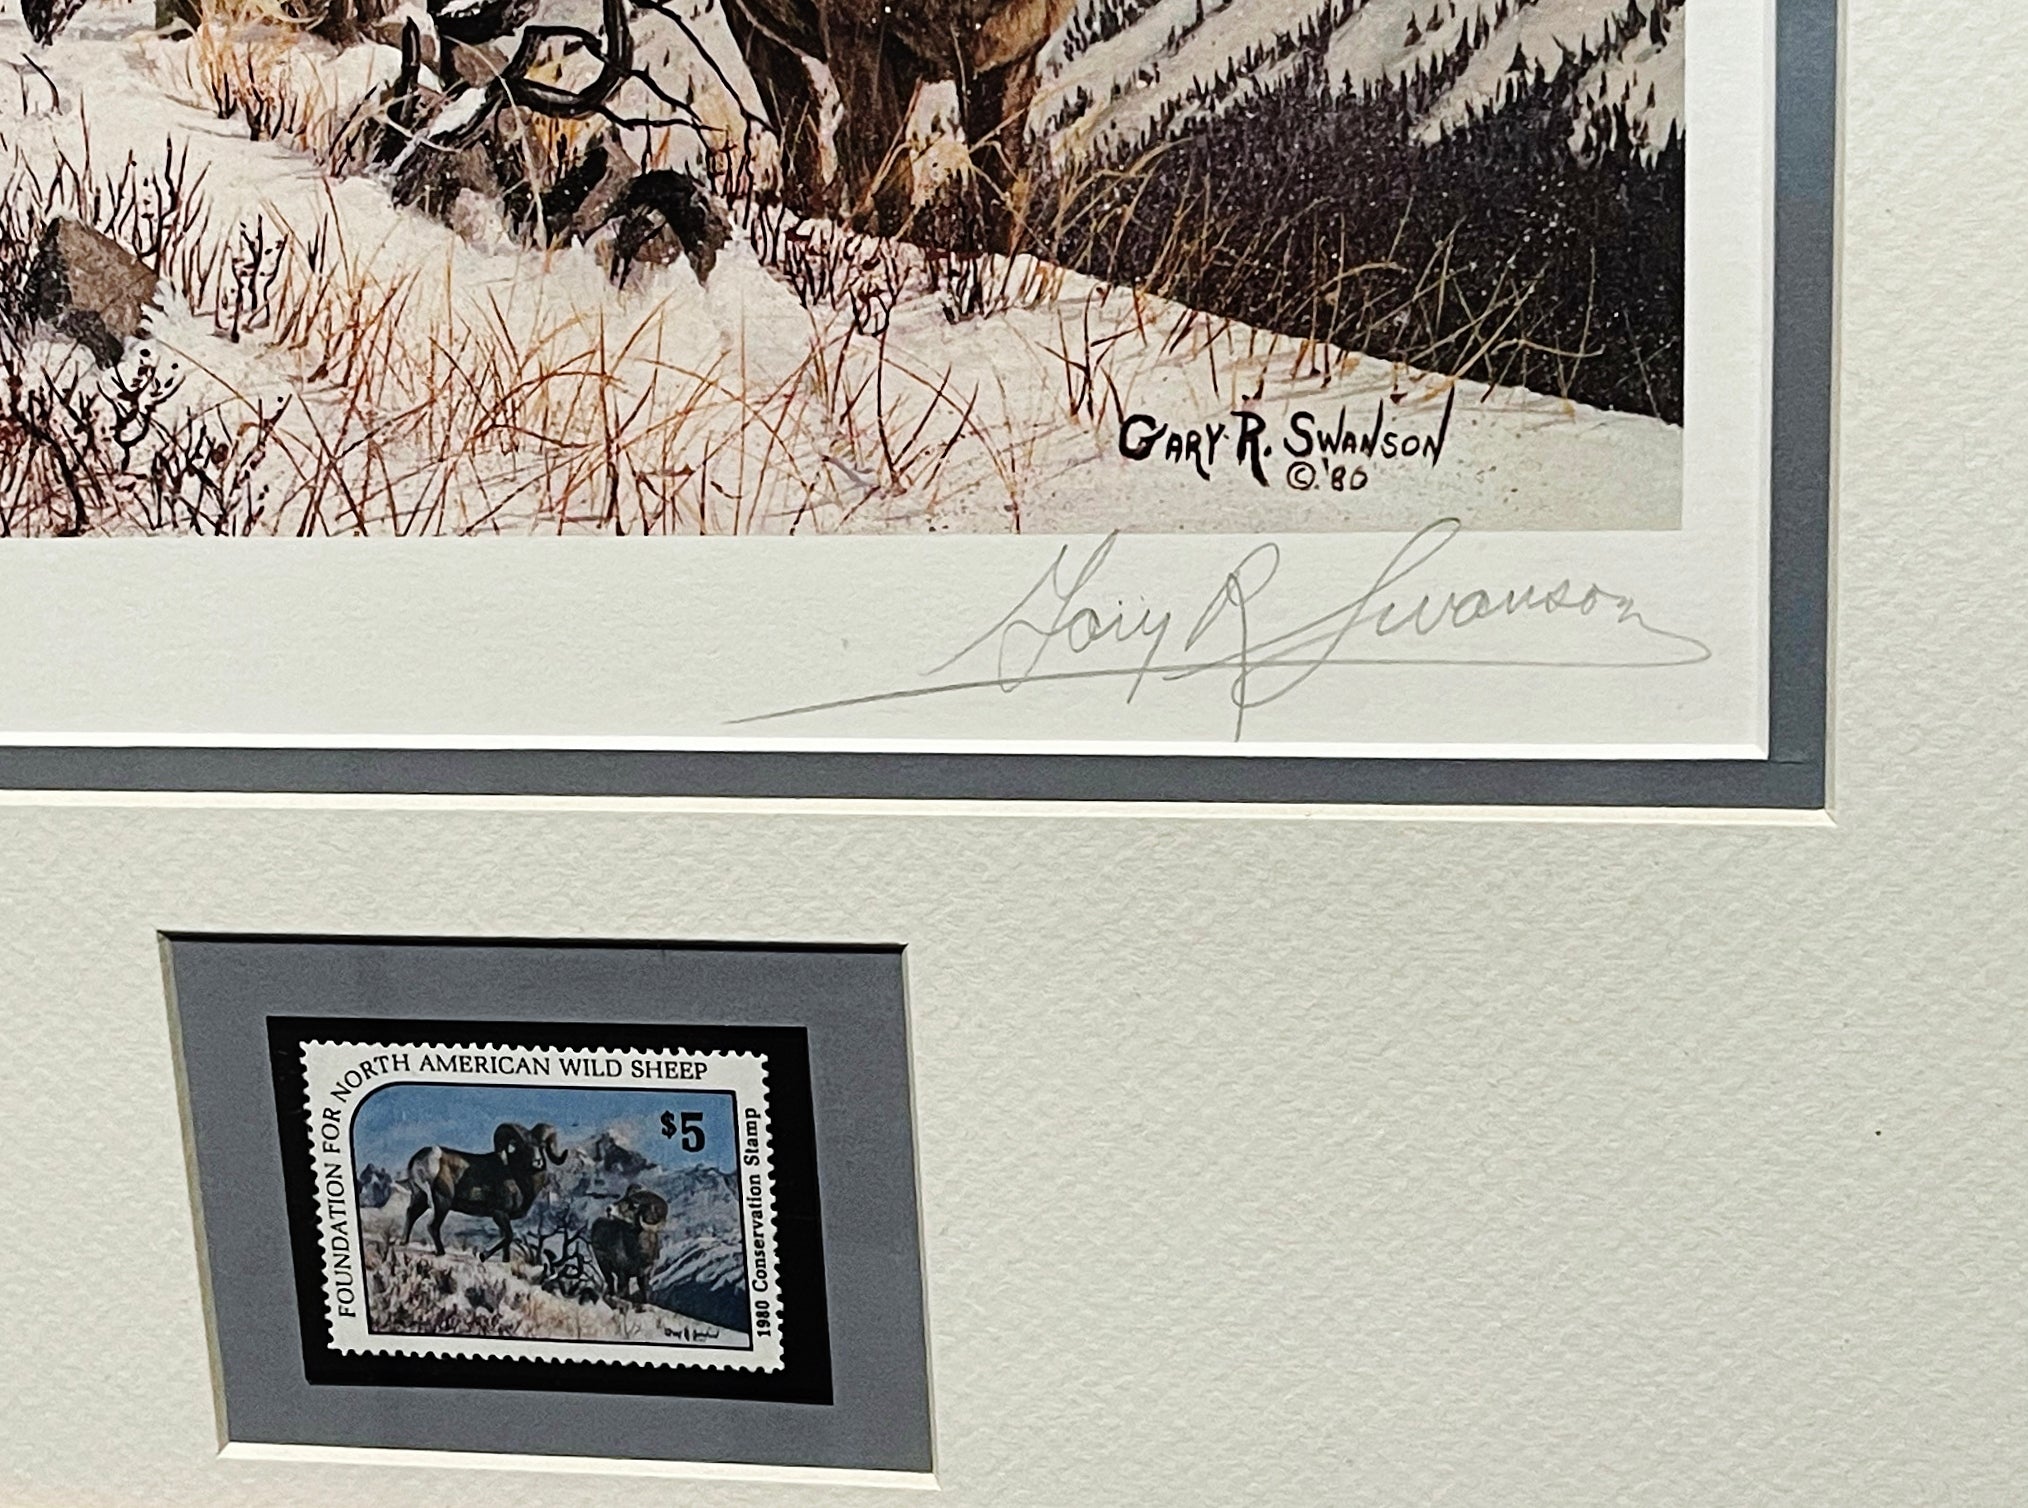 GARY R. SWANSON
© '80
Gary R Swanson
FOUNDATION FOR NORTH AMERICAN WILD SHEEP
$5
1980 Conservation Stamp